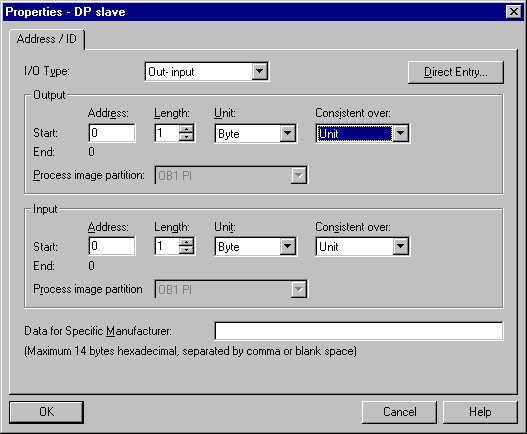 Properties - DP slave
Address / ID
I/O Type: Out- input Direct Entry...
Output
Address: Length: Unit: Consistent over:
Start: 0 1 Byte Unit
End: 0
Process image partition: OB1 PI
Input
Address: Length: Unit: Consistent over:
Start: 0 1 Byte Unit
End: 0
Process image partition OB1 PI
Data for Specific Manufacturer:
(Maximum 14 bytes hexadecimal, separated by comma or blank space)
OK Cancel Help